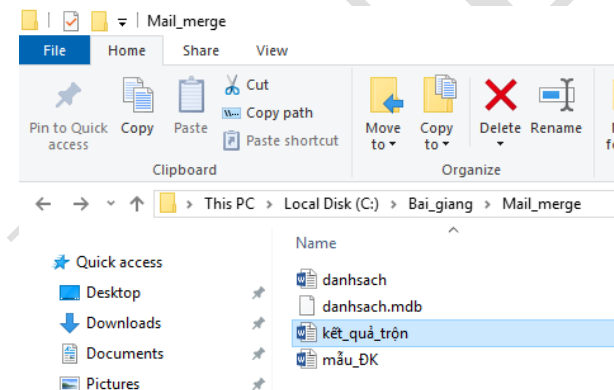 Mail_merge
File Home Share View
Pin to Quick access
Copy
Paste
Cut
Copy path
Paste shortcut
Move to
Copy to
Delete
Rename
Clipboard
Organize
This PC > Local Disk (C:) > Bai_giang > Mail_merge
Name
Quick access
Desktop
Downloads
Documents
Pictures
danhsach
danhsach.mdb
kết_quả_trộn
mẫu_ĐK